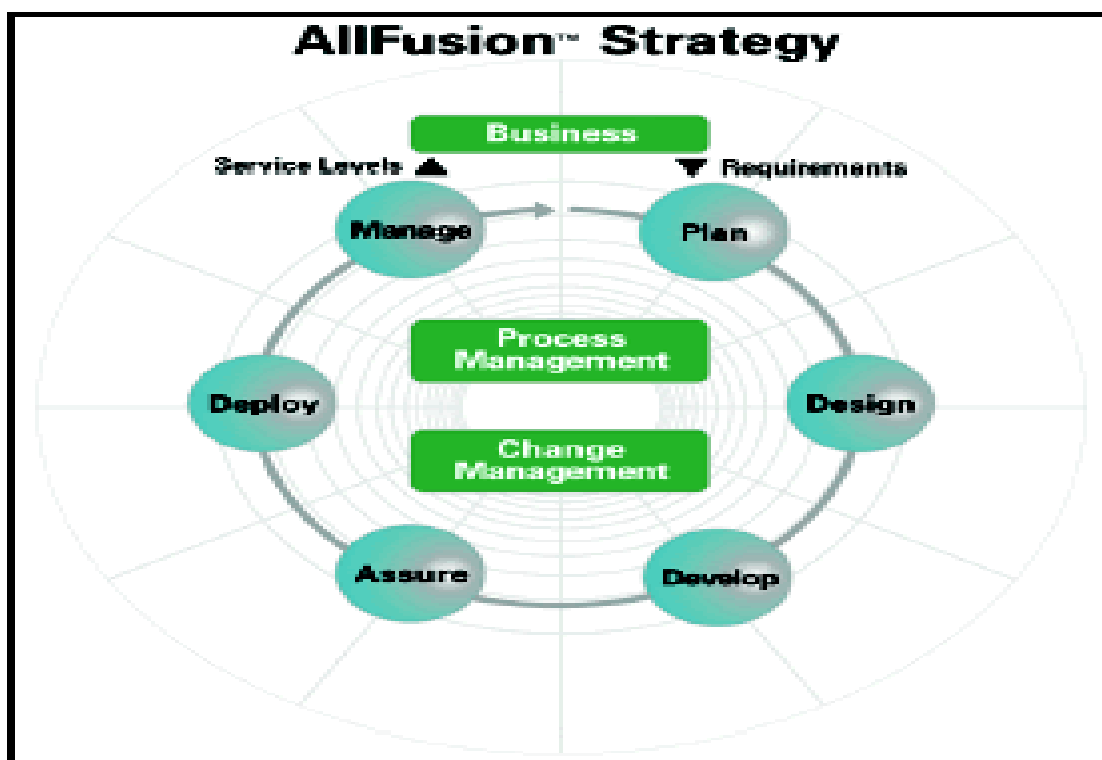 AllFusion™ Strategy
Business
Service Levels ▲
▼ Requirements
Manage
Plan
Process
Management
Deploy
Design
Change
Management
Assure
Develop